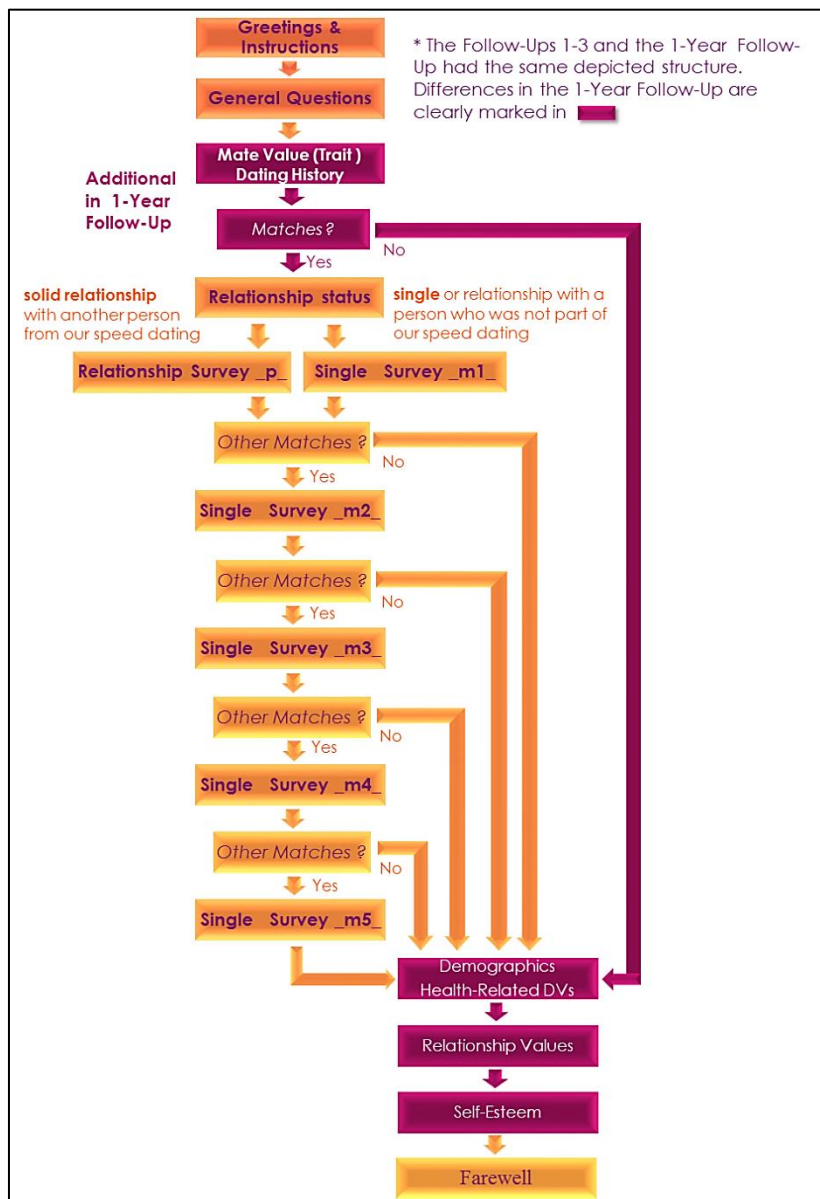 Greetings &
Instructions
* The Follow-Ups 1-3 and the 1-Year Follow-
Up had the same depicted structure.
Differences in the 1-Year Follow-Up are
clearly marked in
General Questions
Mate Value (Trait )
Dating History
Additional
in 1-Year
Follow-Up
Matches?
No
Yes
solid relationship
with another person
from our speed dating
Relationship status
single or relationship with a
person who was not part of
our speed dating
Relationship Survey _p_
Single Survey _m1_
Other Matches ?
No
Yes
Single Survey _m2_
Other Matches ?
No
Yes
Single Survey _m3_
Other Matches ?
No
Yes
Single Survey _m4_
Other Matches ?
No
Yes
Single Survey _m5_
Demographics
Health-Related DVs
Relationship Values
Self-Esteem
Farewell